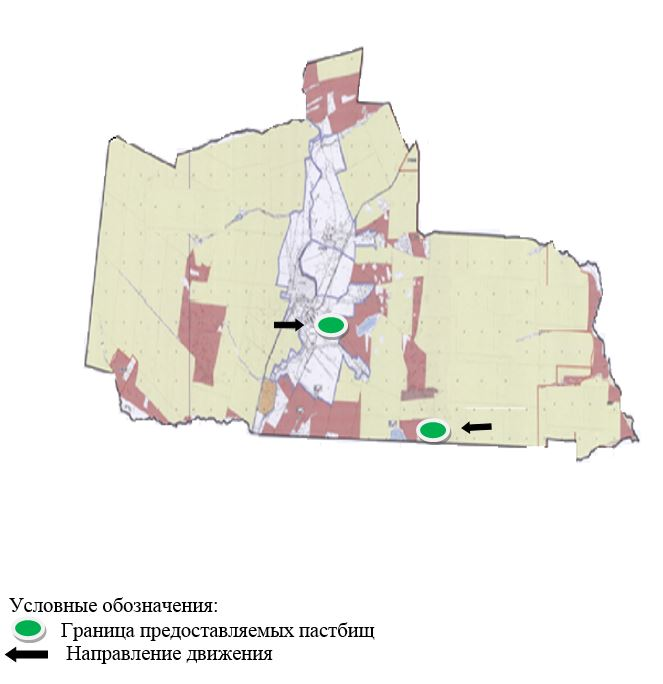 Условные обозначения:
Граница предоставляемых пастбищ
Направление движения